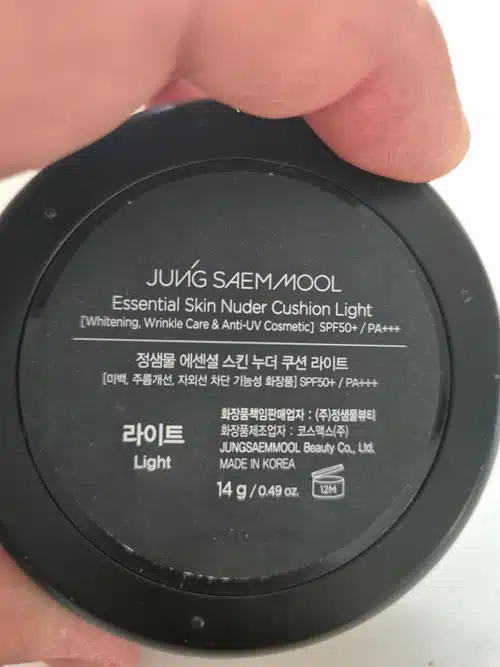 JUNG SAEMMOOL
Essential Skin Nuder Cushion Light
[Whitening, Wrinkle Care & Anti-UV Cosmetic] SPF50+ / PA+++
정샘물 에센셜 스킨 누더 쿠션 라이트
[미백, 주름개선, 자외선 차단 기능성 화장품] SPF50+ / PA+++
라이트
Light
화장품책임판매업자 : (주)정샘물뷰티
화장품제조업자 : 코스맥스(주)
JUNGSAEMMOOL Beauty Co., Ltd.
MADE IN KOREA
14 g / 0.49 oz.
12M